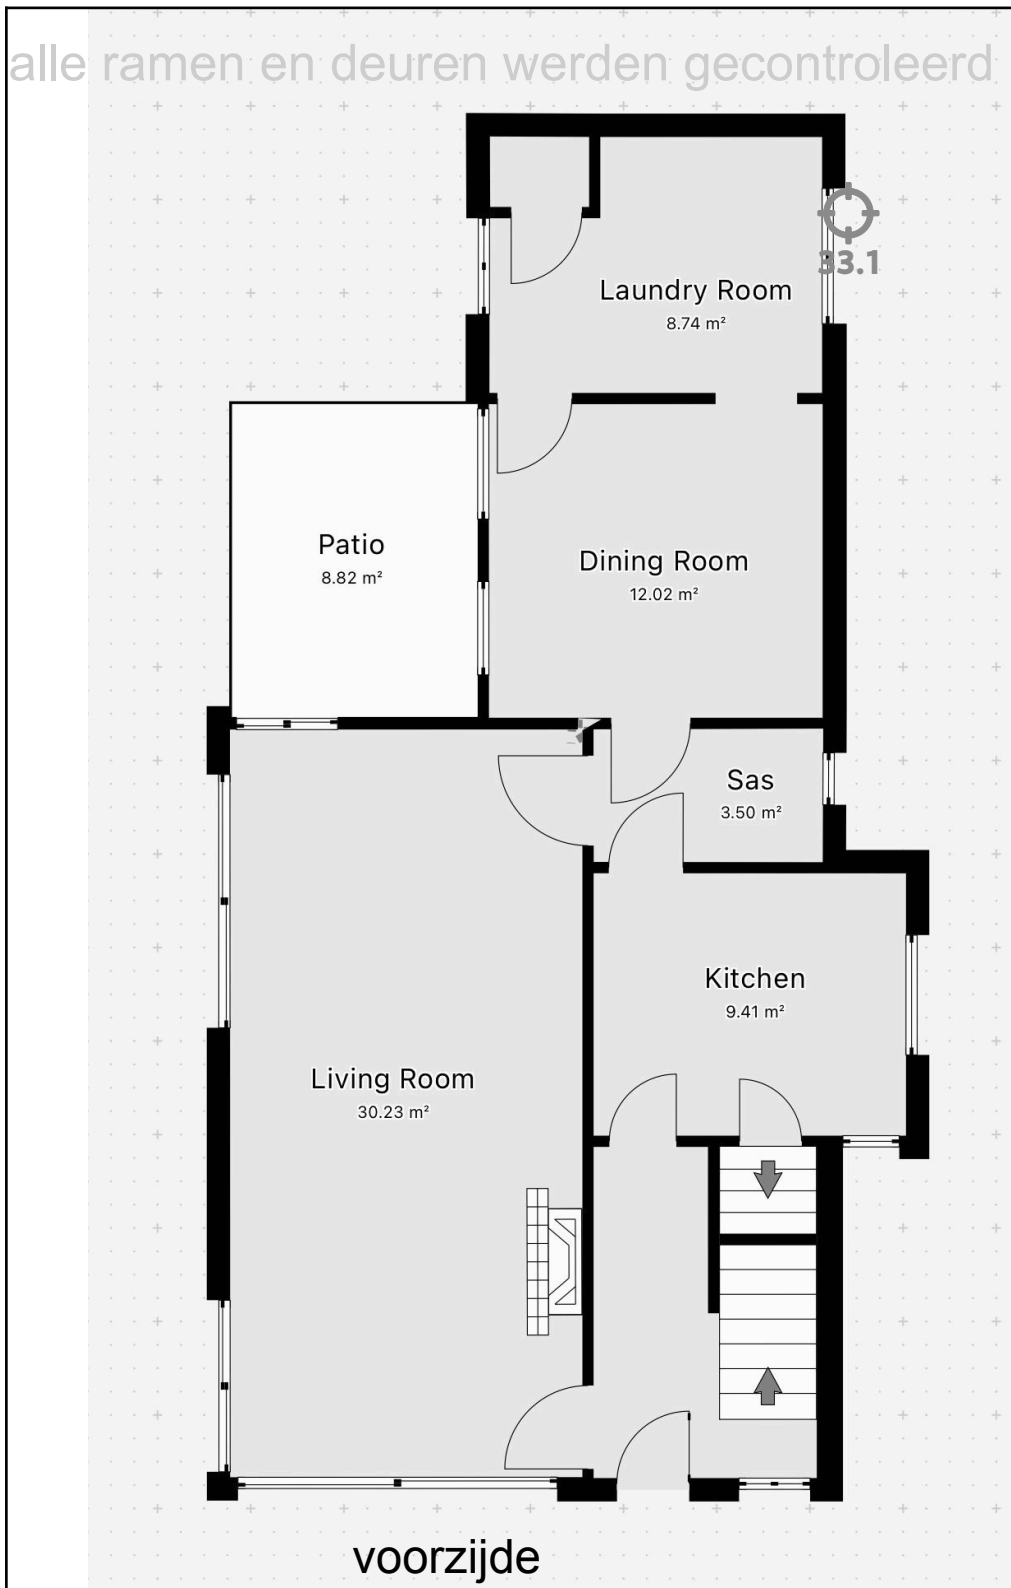 alle ramen en deuren werden gecontroleerd
33.1
Laundry Room
8.74 m²
Patio
8.82 m²
Dining Room
12.02 m²
Sas
3.50 m²
Kitchen
9.41 m²
Living Room
30.23 m²
voorzijde